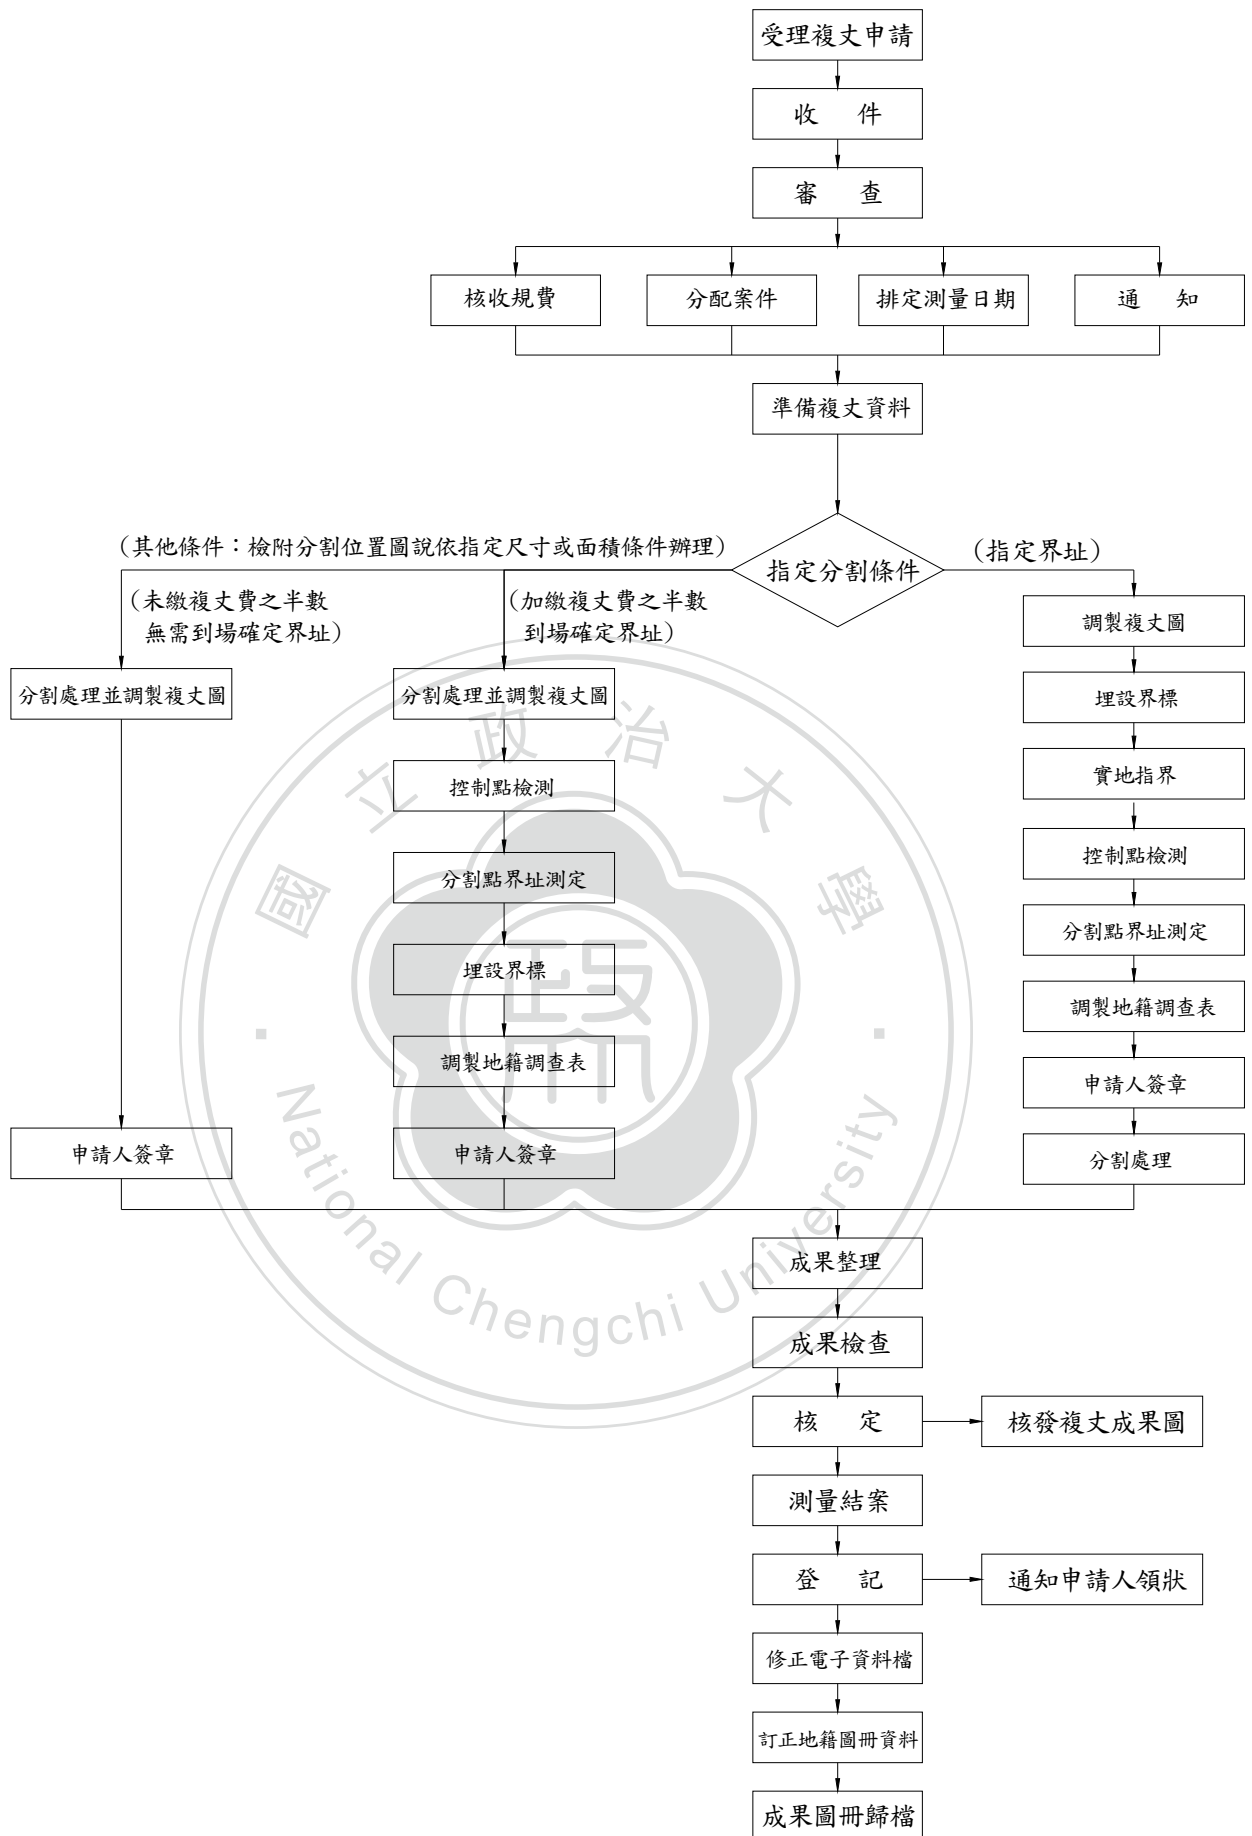 受理複丈申請
收 件
審 查
核收規費
分配案件
排定測量日期
通 知
準備複丈資料
指定分割條件
(其他條件：檢附分割位置圖說依指定尺寸或面積條件辦理)
(指定界址)
(未繳複丈費之半數
無需到場確定界址)
(加繳複丈費之半數
到場確定界址)
分割處理並調製複丈圖
申請人簽章
分割處理並調製複丈圖
控制點檢測
分割點界址測定
埋設界標
調製地籍調查表
申請人簽章
調製複丈圖
埋設界標
實地指界
控制點檢測
分割點界址測定
調製地籍調查表
申請人簽章
分割處理
成果整理
成果檢查
核 定
核發複丈成果圖
測量結案
登 記
通知申請人領狀
修正電子資料檔
訂正地籍圖冊資料
成果圖冊歸檔
國立政治大學
政大
National Chengchi University